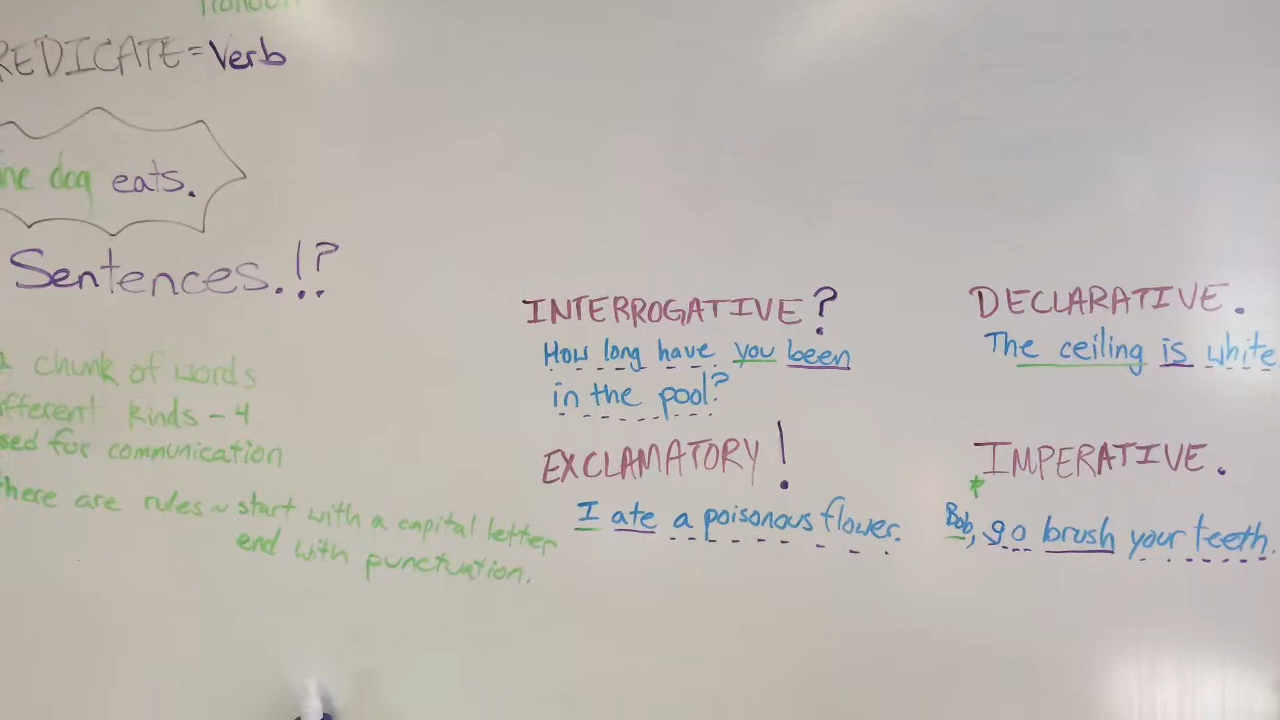 PRONOUN
REDICATE = Verb
dog eats.
Sentences.!?
a chunk of words
ifferent kinds - 4
sed for communication
here are rules ~ start with a capital letter
end with punctuation.
INTERROGATIVE?
How long have you been
in the pool?
EXCLAMATORY!
I ate a poisonous flower.
DECLARATIVE.
The ceiling is white
IMPERATIVE.
*
Bob, go brush your teeth.